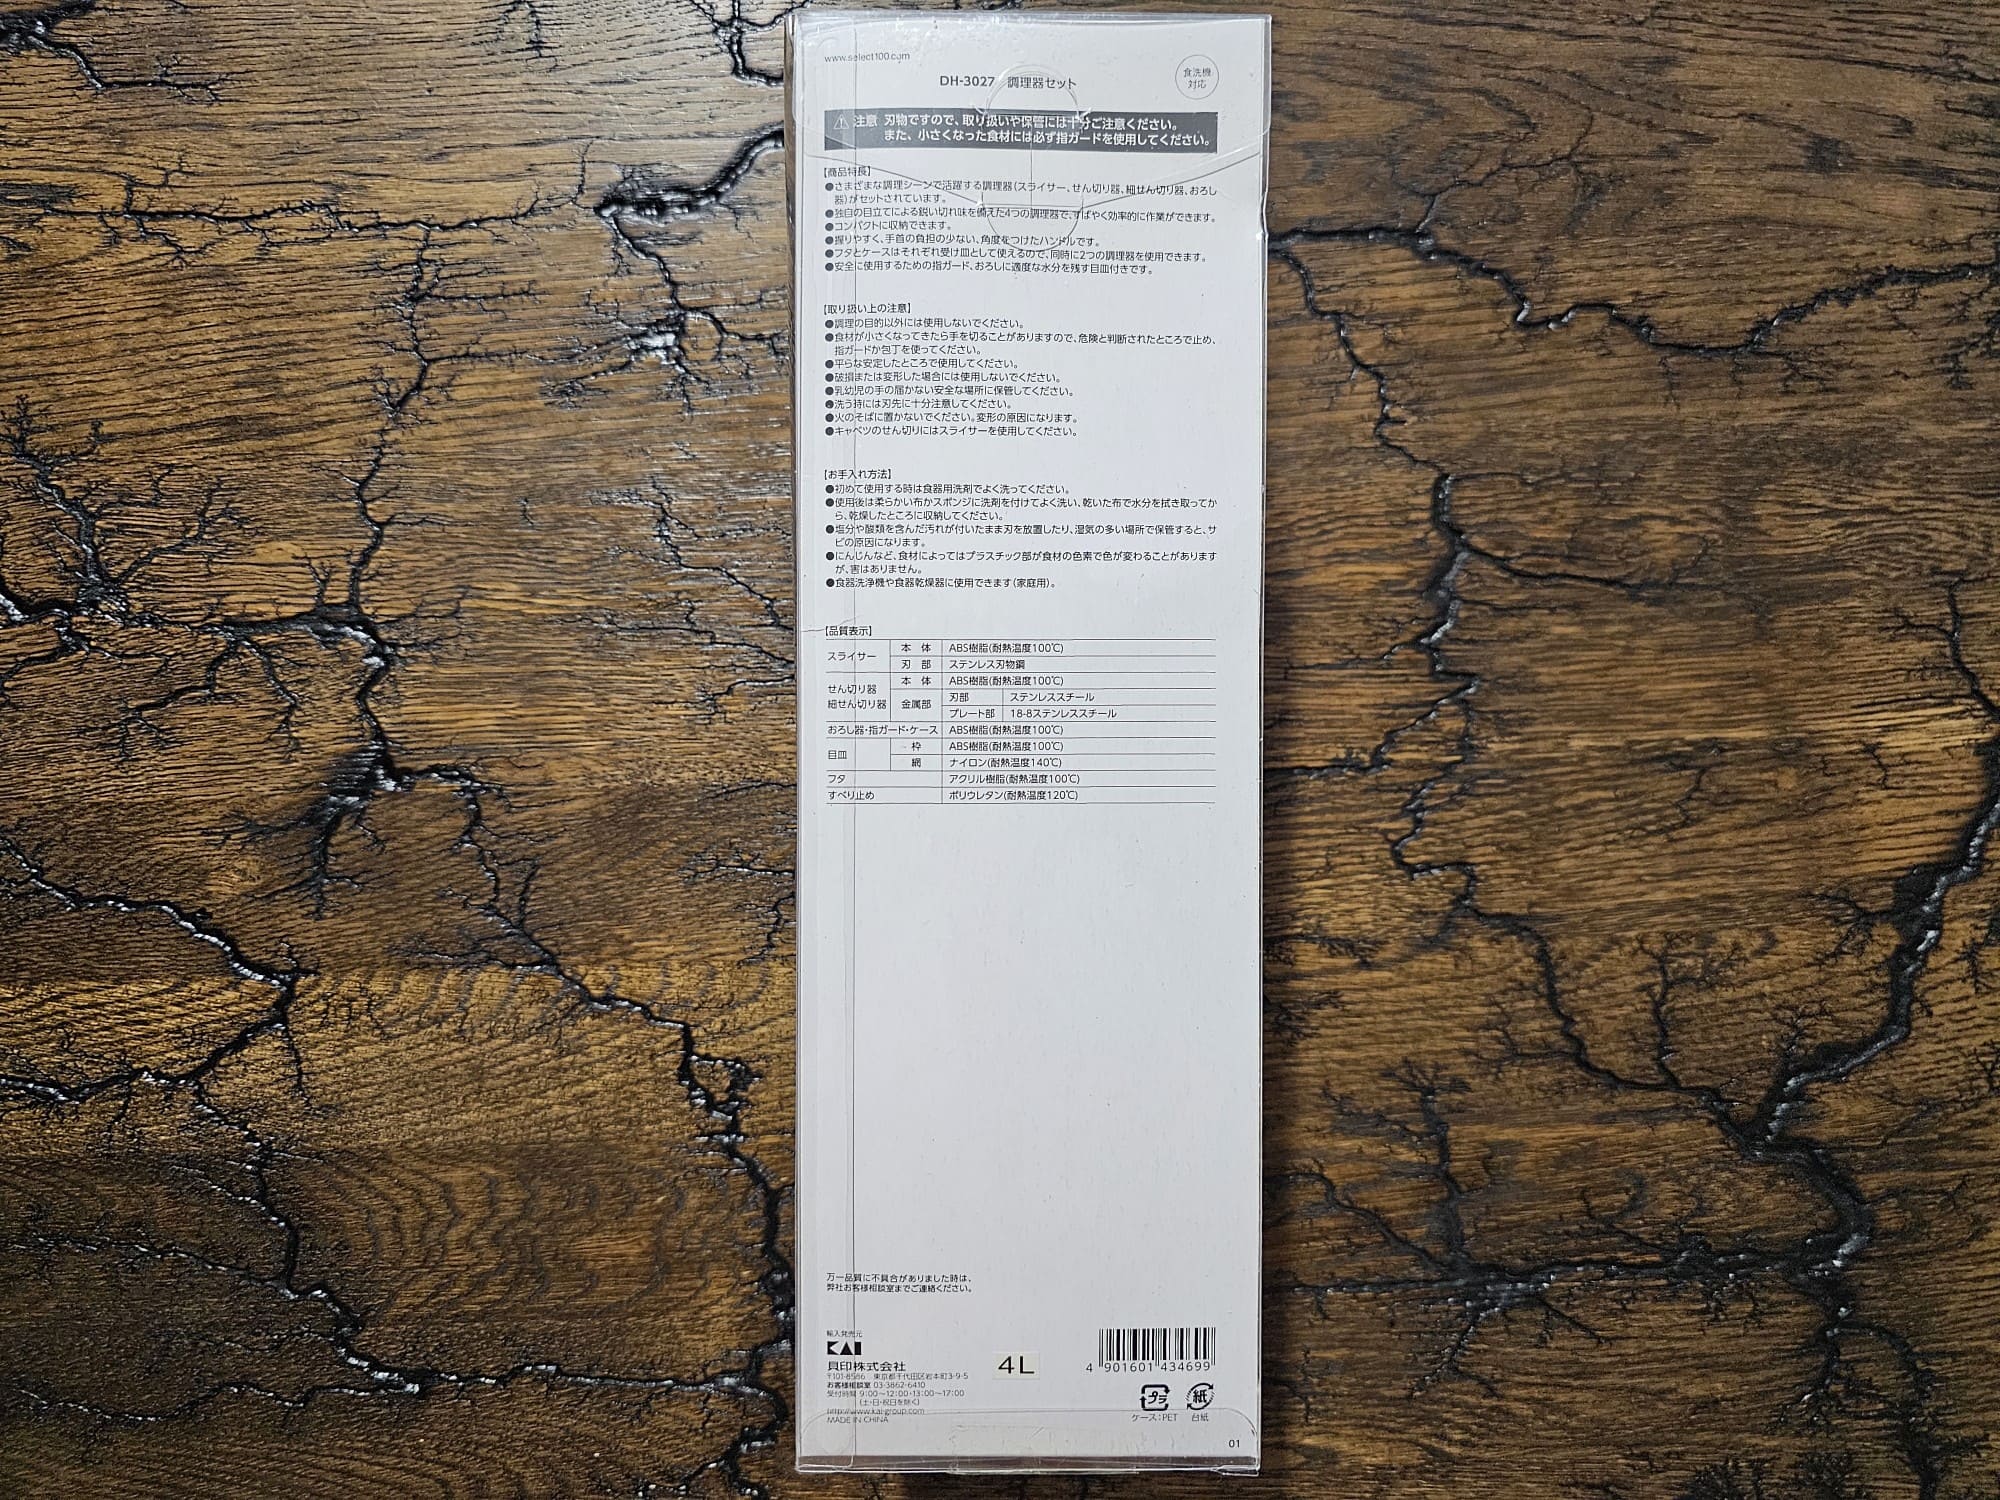 www.select100.com
DH-3027 調理器セット
食洗機
対応
⚠注意 刃物ですので、取り扱いや保管には十分ご注意ください。
また、小さくなった食材には必ず指ガードを使用してください。
【商品特長】
●さまざまな調理シーンで活躍する調理器(スライサー、せん切り器、細せん切り器、おろし
器)がセットされています。
●独自の目立てによる鋭い切れ味を備えた4つの調理器で、すばやく効率的に作業ができます。
●コンパクトに収納できます。
●握りやすく、手首の負担の少ない、角度をつけたハンドルです。
●フタとケースはそれぞれ受け皿として使えるので、同時に2つの調理器を使用できます。
●安全に使用するための指ガード、おろしに適度な水分を残す目皿付きです。
【取り扱い上の注意】
●調理の目的以外には使用しないでください。
●食材が小さくなってきたら手を切ることがありますので、危険と判断されたところで止め、
指ガードか包丁を使ってください。
●平らな安定したところで使用してください。
●破損または変形した場合には使用しないでください。
●乳幼児の手の届かない安全な場所に保管してください。
●洗う時には刃先に十分注意してください。
●火のそばに置かないでください。変形の原因になります。
●キャベツのせん切りにはスライサーを使用してください。
【お手入れ方法】
●初めて使用する時は食器用洗剤でよく洗ってください。
●使用後は柔らかい布かスポンジに洗剤を付けてよく洗い、乾いた布で水分を拭き取ってか
ら、乾燥したところに収納してください。
●塩分や酸類を含んだ汚れが付いたまま刃を放置したり、湿気の多い場所で保管すると、サ
ビの原因になります。
●にんじんなど、食材によってはプラスチック部が食材の色素で色が変わることがあります
が、害はありません。
●食器洗浄機や食器乾燥器に使用できます(家庭用)。
【品質表示】
スライサー 本体 ABS樹脂(耐熱温度100℃)
刃部 ステンレス刃物鋼
せん切り器
細せん切り器
本体 ABS樹脂(耐熱温度100℃)
金属部 刃部 ステンレススチール
プレート部 18-8ステンレススチール
おろし器・指ガード・ケース ABS樹脂(耐熱温度100℃)
目皿 枠 ABS樹脂(耐熱温度100℃)
網 ナイロン(耐熱温度140℃)
フタ アクリル樹脂(耐熱温度100℃)
すべり止め ポリウレタン(耐熱温度120℃)
万一品質に不具合がありました時は、
弊社お客様相談室までご連絡ください。
輸入発売元
KAI
貝印株式会社
〒101-8586 東京都千代田区岩本町3-9-5
お客様相談室 03-3862-6410
受付時間 9:00〜12:00・13:00〜17:00
(土・日・祝日を除く)
http://www.kai-group.com
MADE IN CHINA
4L
4 901601 434699
プラ
紙
ケース:PET
台紙
01